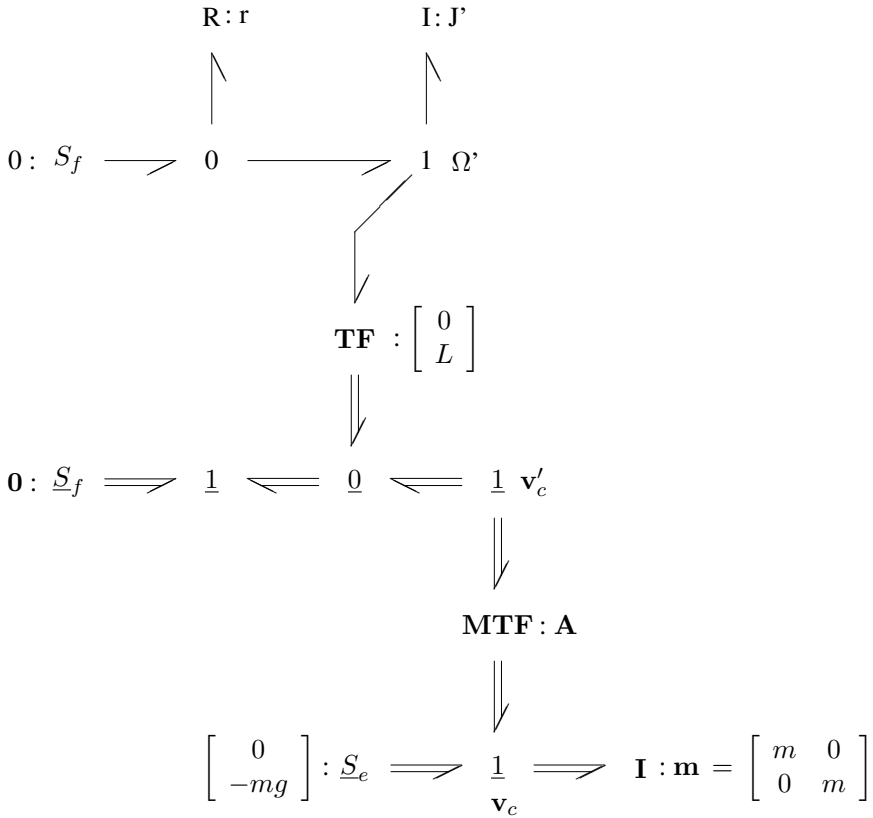 R : r I : J’
0 : S_f 0 1 Ω’
TF : [ 0 L ]
0 : S_f 1 0 1 v′_c
MTF : A
[ 0 −mg ] : S_e 1 I : m = [ m 0 0 m ]
v_c